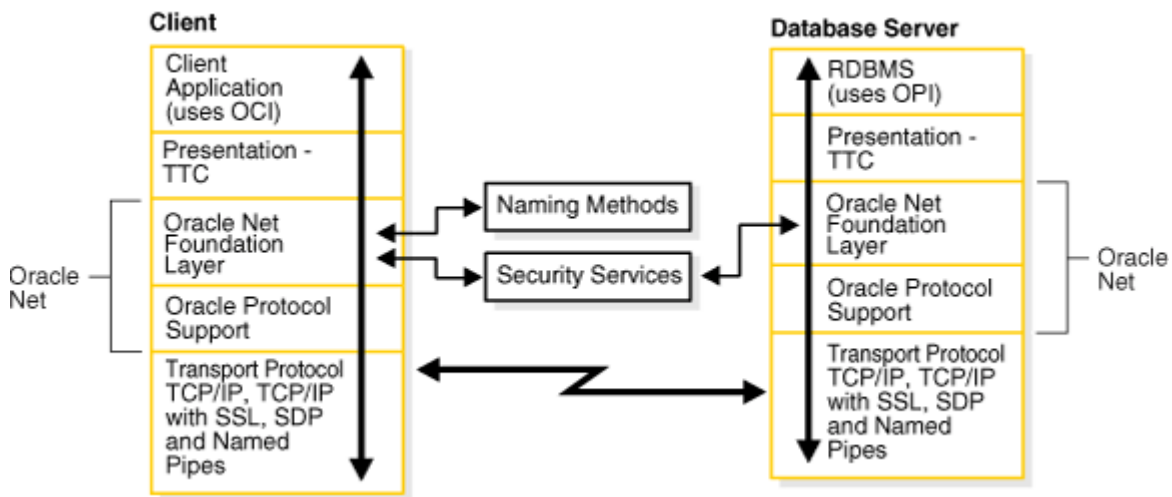 Client
Client
Application
(uses OCI)
Presentation -
TTC
Oracle Net
Foundation
Layer
Oracle Protocol
Support
Transport Protocol
TCP/IP, TCP/IP
with SSL, SDP
and Named
Pipes
Oracle
Net
Naming Methods
Security Services
Database Server
RDBMS
(uses OPI)
Presentation -
TTC
Oracle Net
Foundation
Layer
Oracle Protocol
Support
Transport Protocol
TCP/IP, TCP/IP
with SSL, SDP
and Named
Pipes
Oracle
Net